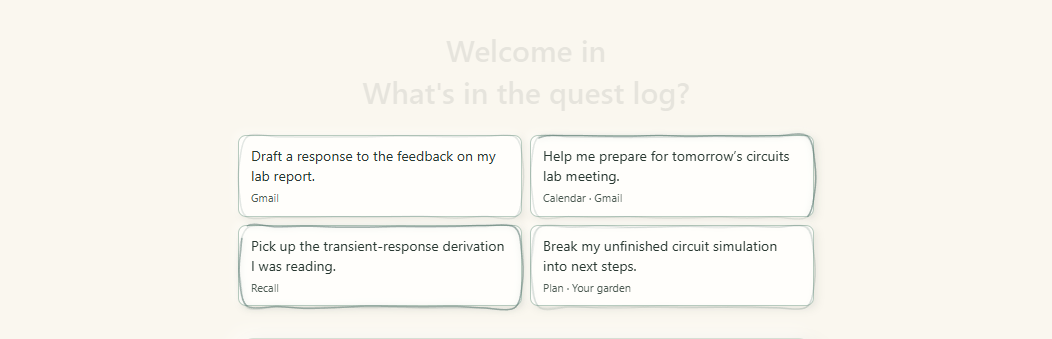 Welcome in
What's in the quest log?
Draft a response to the feedback on my
lab report.
Gmail
Help me prepare for tomorrow’s circuits
lab meeting.
Calendar · Gmail
Pick up the transient-response derivation
I was reading.
Recall
Break my unfinished circuit simulation
into next steps.
Plan · Your garden